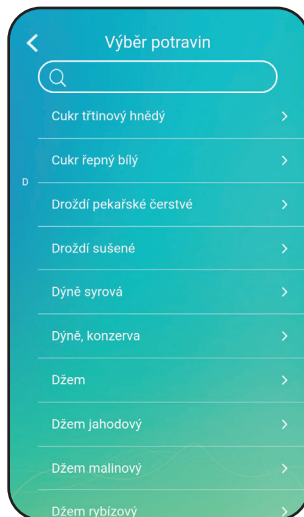 Výběr potravin
Cukr třtinový hnědý
Cukr řepný bílý
D
Droždí pekařské čerstvé
Droždí sušené
Dýně syrová
Dýně, konzerva
Džem
Džem jahodový
Džem malinový
Džem rybízový